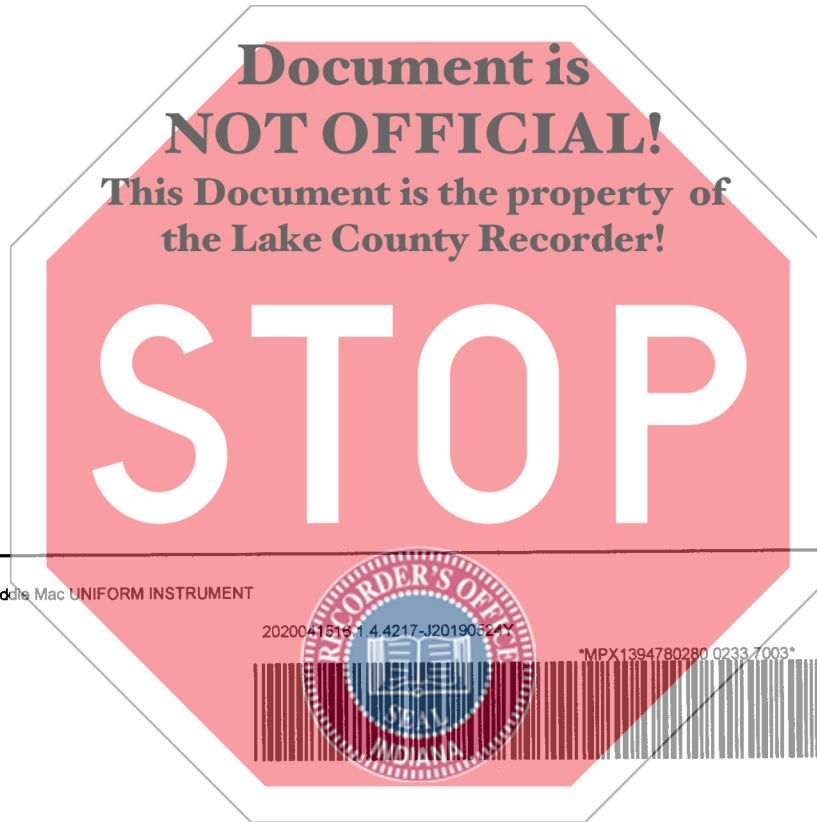 Document is
NOT OFFICIAL!
This Document is the property of
the Lake County Recorder!
STOP
ddie Mac UNIFORM INSTRUMENT
RECORDER'S OFFICE
2020041516.1.4.4217-J20190524Y
*MPX1394780280 0233 7003*
SEAL
INDIANA